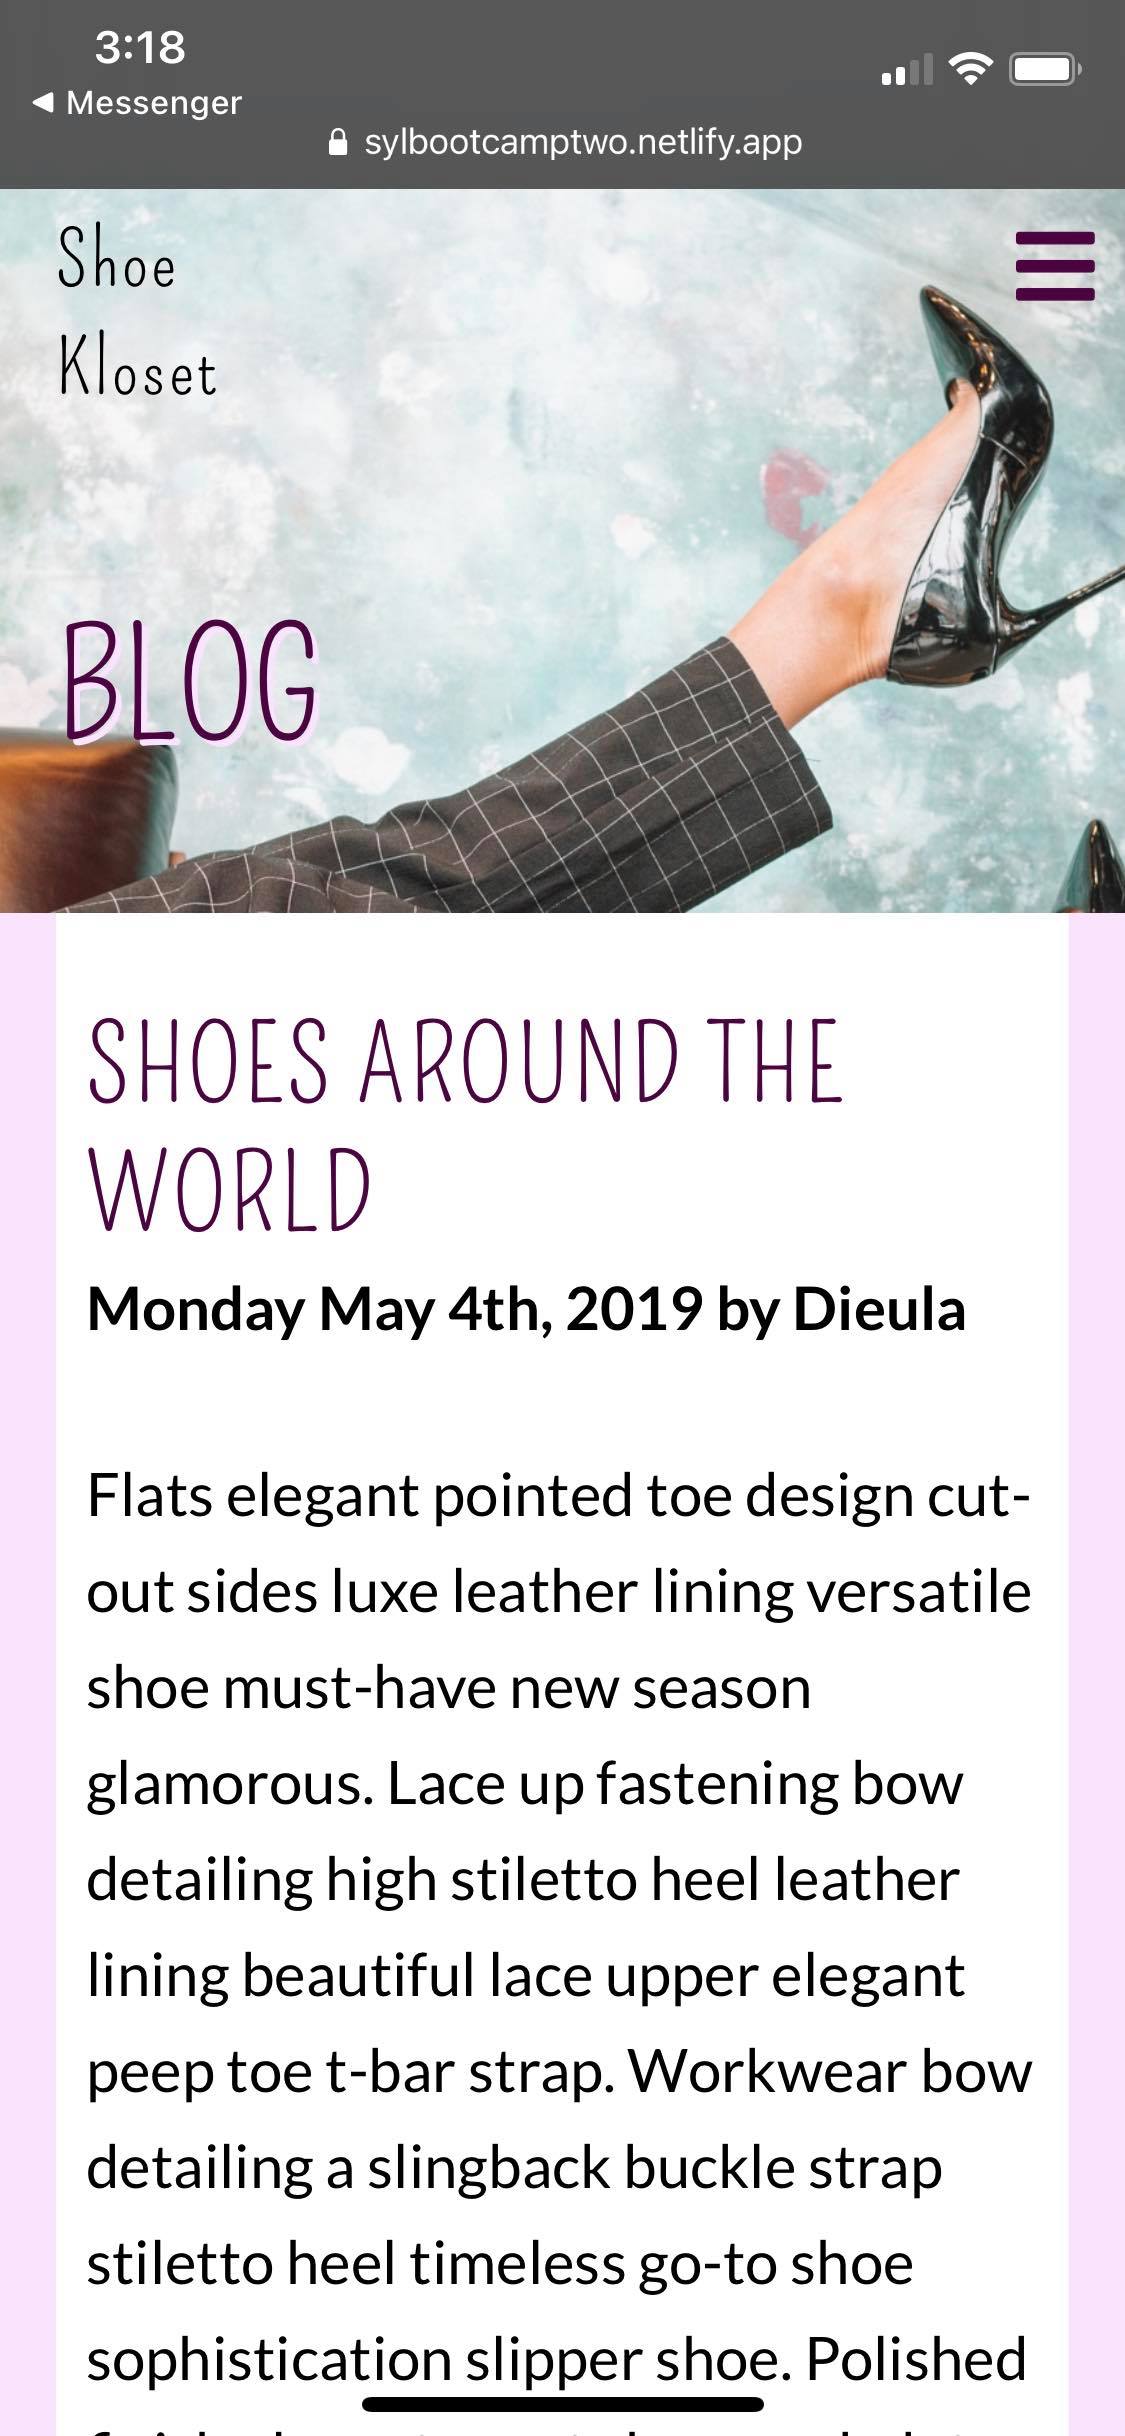 3:18
Messenger
sylbootcamptwo.netlify.app
Shoe
Kloset
BLOG
SHOES AROUND THE
WORLD
Monday May 4th, 2019 by Dieula
Flats elegant pointed toe design cut-
out sides luxe leather lining versatile
shoe must-have new season
glamorous. Lace up fastening bow
detailing high stiletto heel leather
lining beautiful lace upper elegant
peep toe t-bar strap. Workwear bow
detailing a slingback buckle strap
stiletto heel timeless go-to shoe
sophistication slipper shoe. Polished